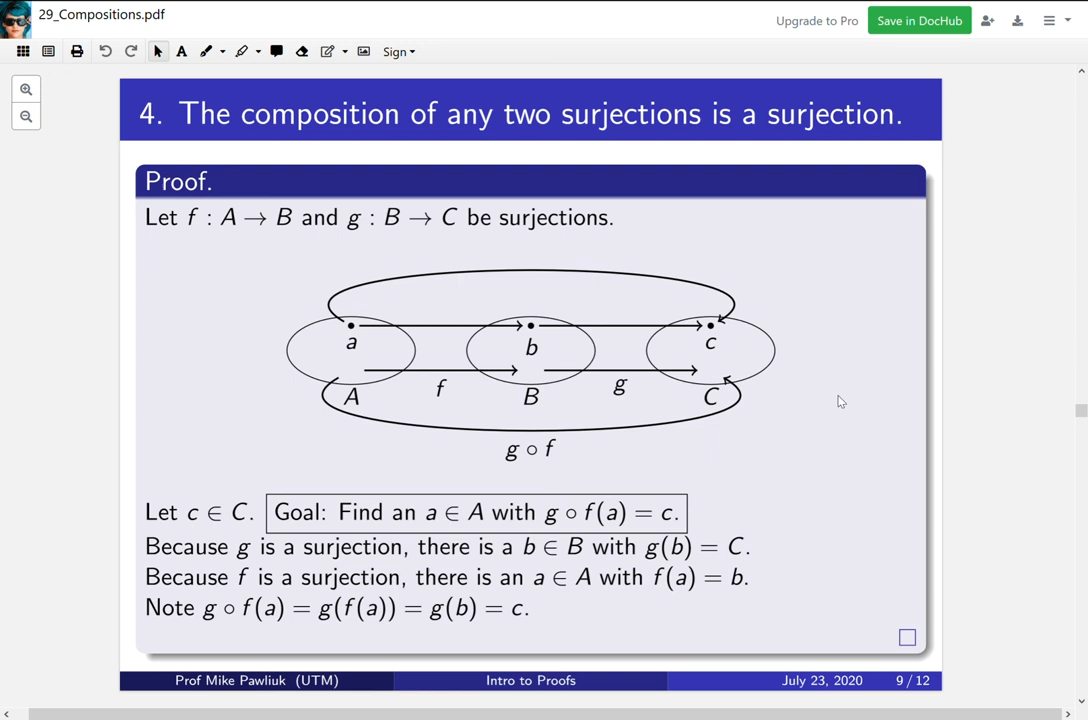 29_Compositions.pdf
Upgrade to Pro
Save in DocHub
A
Sign
4. The composition of any two surjections is a surjection.
Proof.
Let f : A → B and g : B → C be surjections.
a b c
f g
A B C
g ∘ f
Let c ∈ C. Goal: Find an a ∈ A with g ∘ f(a) = c.
Because g is a surjection, there is a b ∈ B with g(b) = C.
Because f is a surjection, there is an a ∈ A with f(a) = b.
Note g ∘ f(a) = g(f(a)) = g(b) = c.
Prof Mike Pawliuk (UTM) Intro to Proofs July 23, 2020 9 / 12